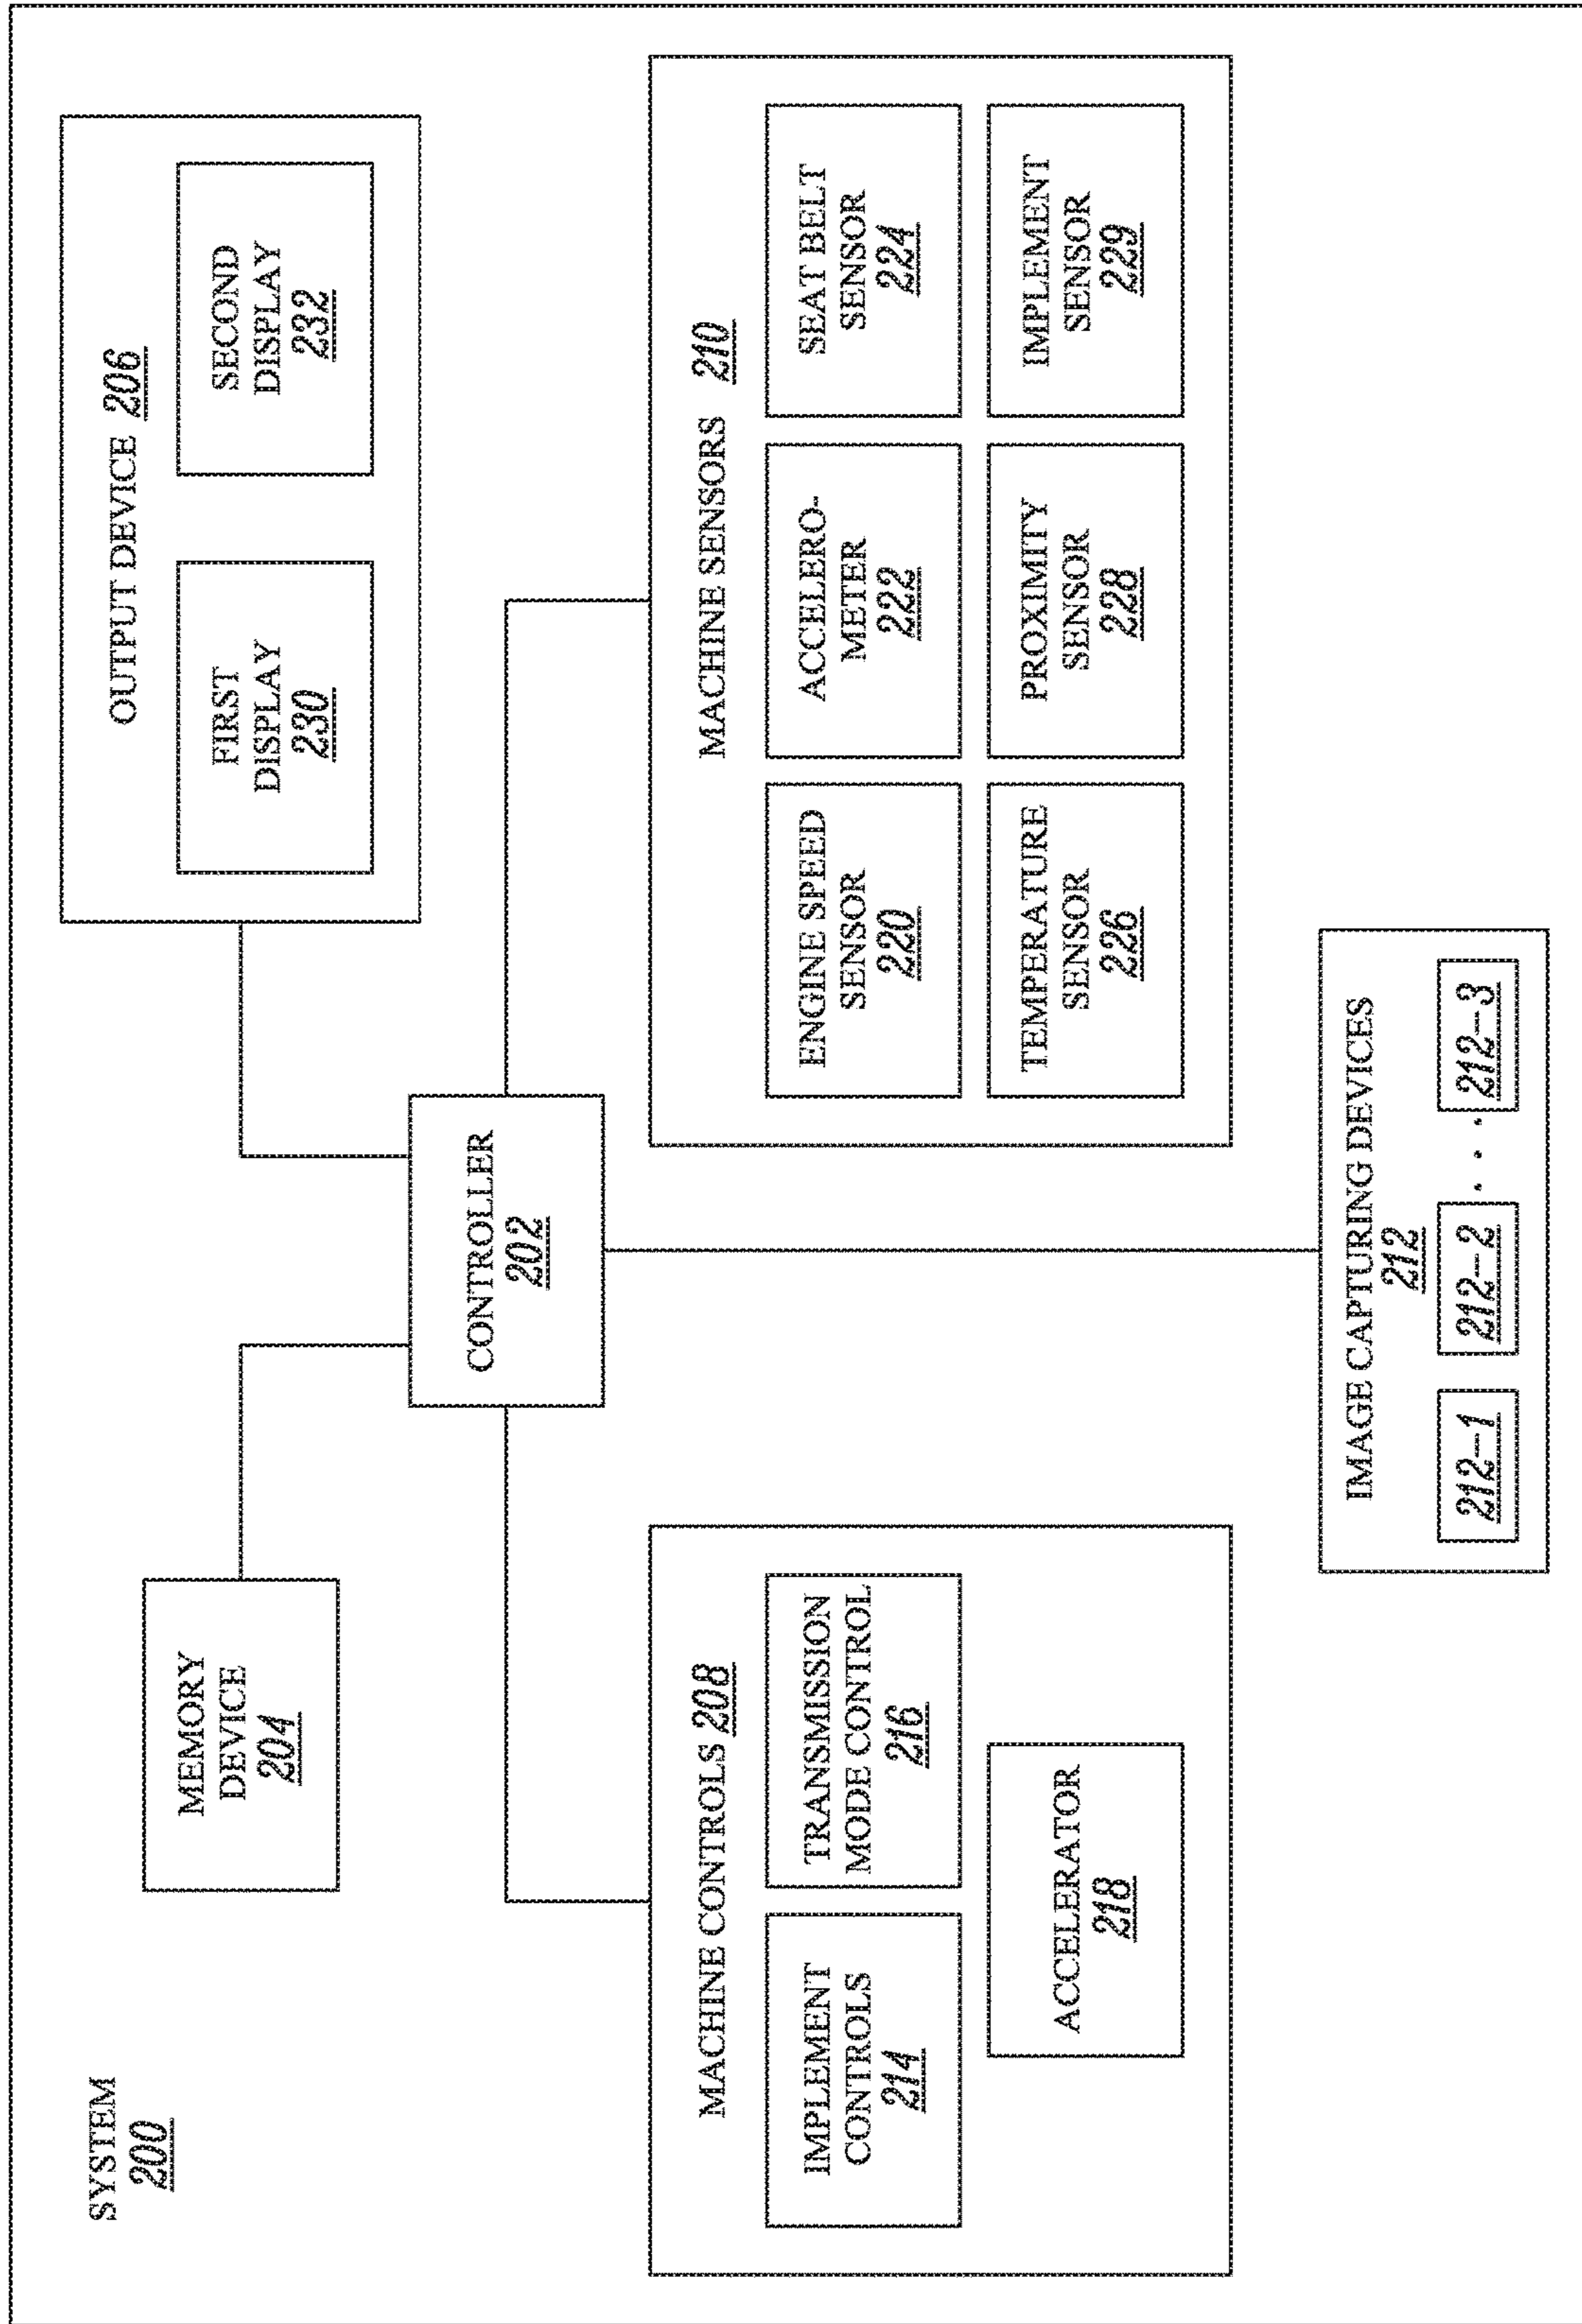 SYSTEM
200
MEMORY
DEVICE
204
OUTPUT DEVICE 206
FIRST
DISPLAY
230
SECOND
DISPLAY
232
CONTROLLER
202
MACHINE CONTROLS 208
IMPLEMENT
CONTROLS
214
TRANSMISSION
MODE CONTROL
216
ACCELERATOR
218
MACHINE SENSORS 210
ENGINE SPEED
SENSOR
220
ACCELERO-
METER
222
SEAT BELT
SENSOR
224
TEMPERATURE
SENSOR
226
PROXIMITY
SENSOR
228
IMPLEMENT
SENSOR
229
IMAGE CAPTURING DEVICES
212
212-1 212-2 . . . 212-3